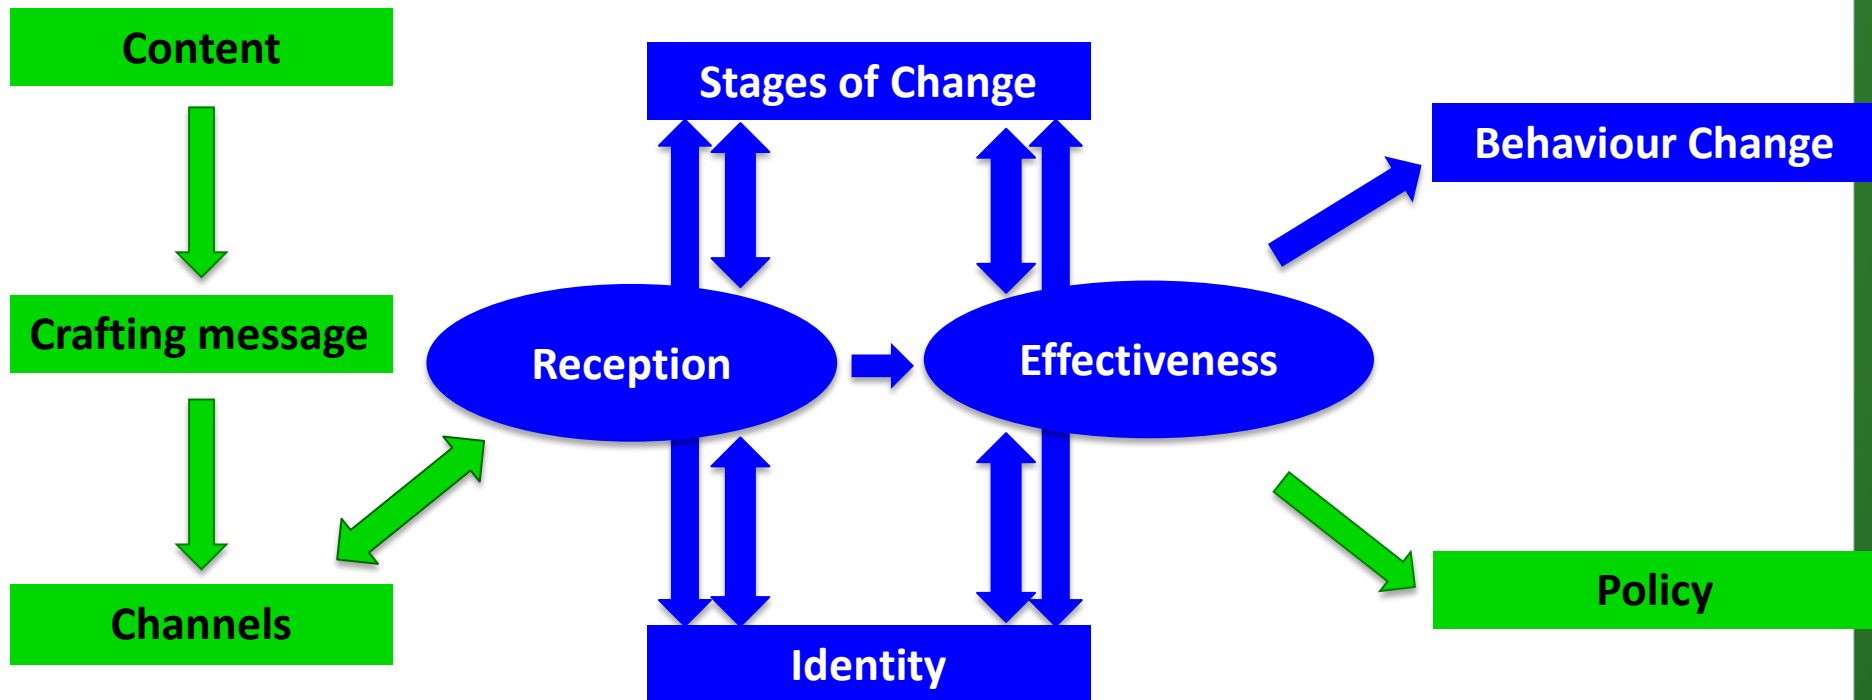 Content
Stages of Change
Behaviour Change
Crafting message
Reception
Effectiveness
Channels
Policy
Identity